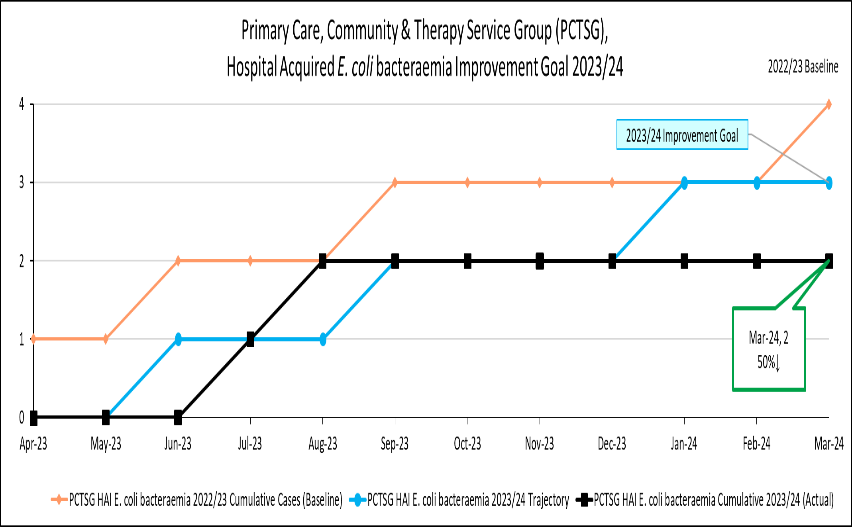 Primary Care, Community & Therapy Service Group (PCTSG),
Hospital Acquired E. coli bacteraemia Improvement Goal 2023/24
2022/23 Baseline
4
2023/24 Improvement Goal
3
2
1
Mar-24, 2
50%↓
0
Apr-23 May-23 Jun-23 Jul-23 Aug-23 Sep-23 Oct-23 Nov-23 Dec-23 Jan-24 Feb-24 Mar-24
PCTSG HAI E. coli bacteraemia 2022/23 Cumulative Cases (Baseline) PCTSG HAI E. coli bacteraemia 2023/24 Trajectory PCTSG HAI E. coli bacteraemia Cumulative 2023/24 (Actual)